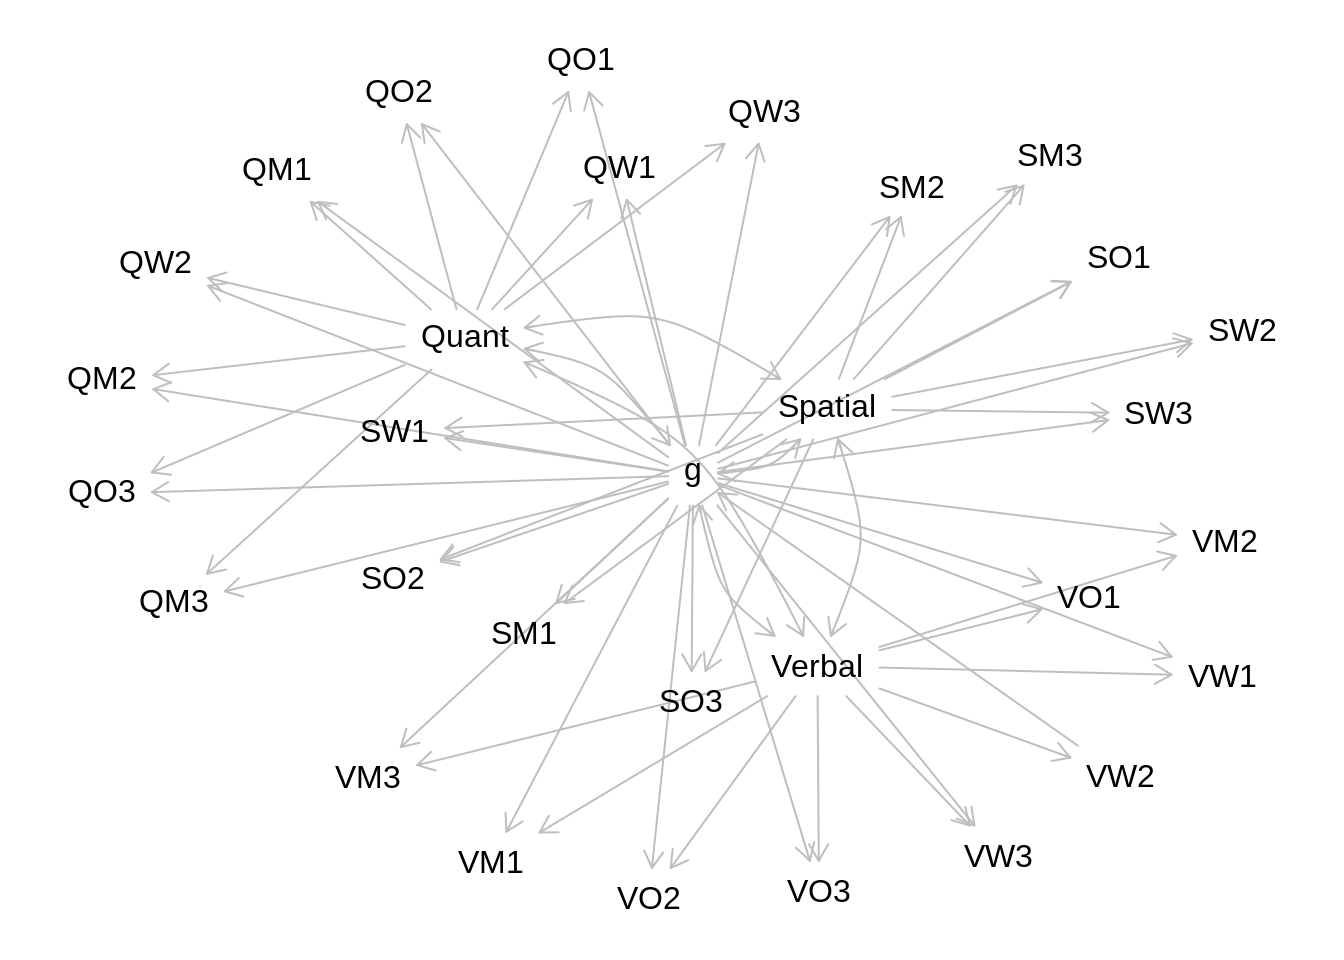 QO1
QO2
QW3
SM3
QW1
QM1
SM2
SO1
QW2
SW2
Quant
QM2
Spatial
SW3
SW1
g
QO3
VM2
SO2
VO1
QM3
SM1
Verbal
VW1
SO3
VM3
VW2
VW3
VM1
VO3
VO2